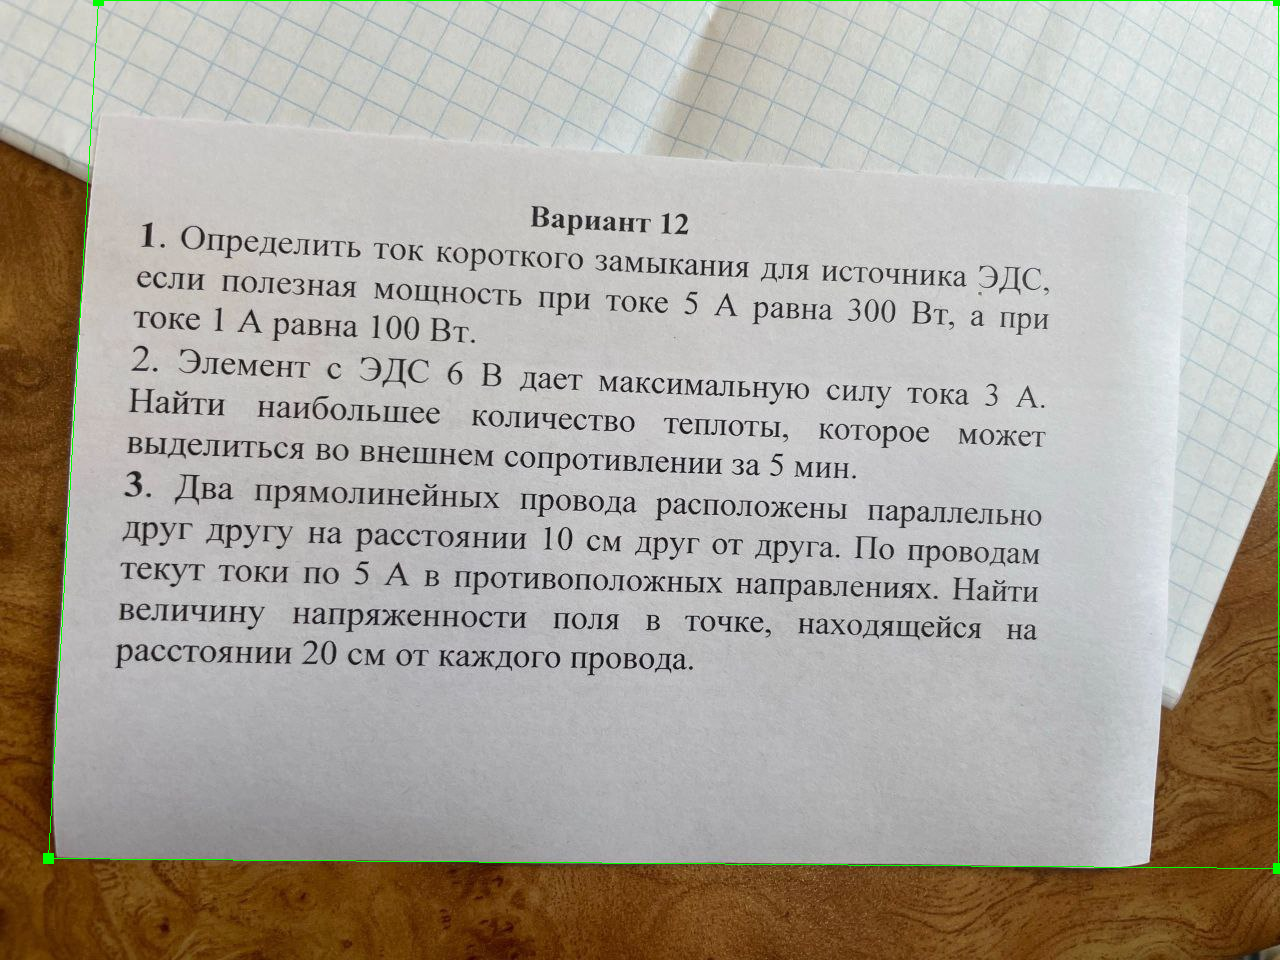 Вариант 12
1. Определить ток короткого замыкания для источника ЭДС,
если полезная мощность при токе 5 А равна 300 Вт, а при
токе 1 А равна 100 Вт.
2. Элемент с ЭДС 6 В дает максимальную силу тока 3 А.
Найти наибольшее количество теплоты, которое может
выделиться во внешнем сопротивлении за 5 мин.
3. Два прямолинейных провода расположены параллельно
друг другу на расстоянии 10 см друг от друга. По проводам
текут токи по 5 А в противоположных направлениях. Найти
величину напряженности поля в точке, находящейся на
расстоянии 20 см от каждого провода.